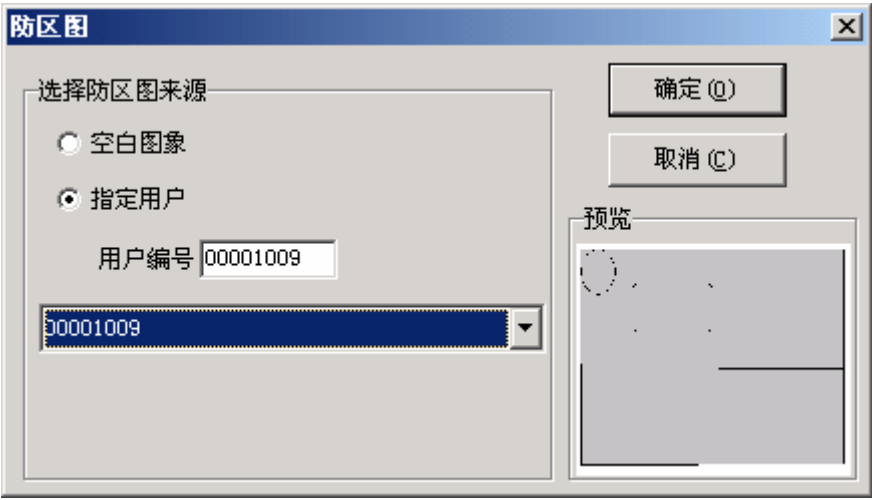 防区图
选择防区图来源
空白图象
指定用户
用户编号 00001009
00001009
确定(O)
取消(C)
预览